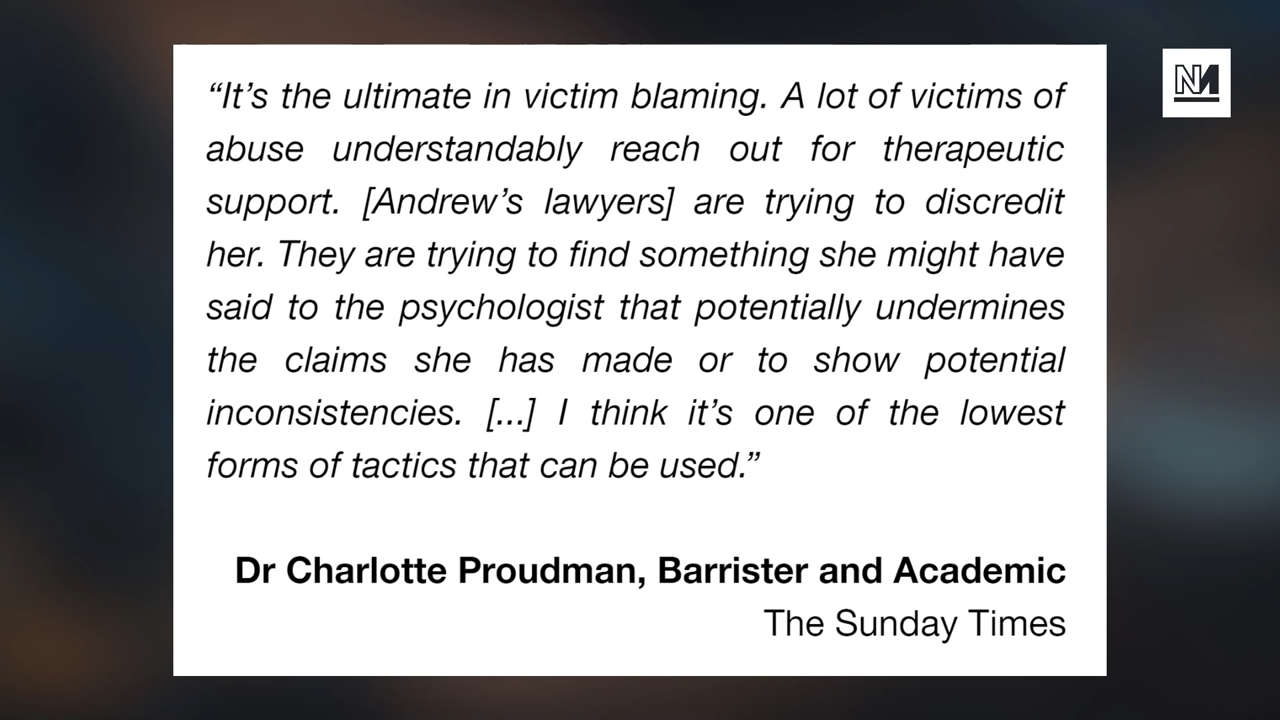 “It’s the ultimate in victim blaming. A lot of victims of
abuse understandably reach out for therapeutic
support. [Andrew’s lawyers] are trying to discredit
her. They are trying to find something she might have
said to the psychologist that potentially undermines
the claims she has made or to show potential
inconsistencies. [...] I think it’s one of the lowest
forms of tactics that can be used.”
Dr Charlotte Proudman, Barrister and Academic
The Sunday Times
NM